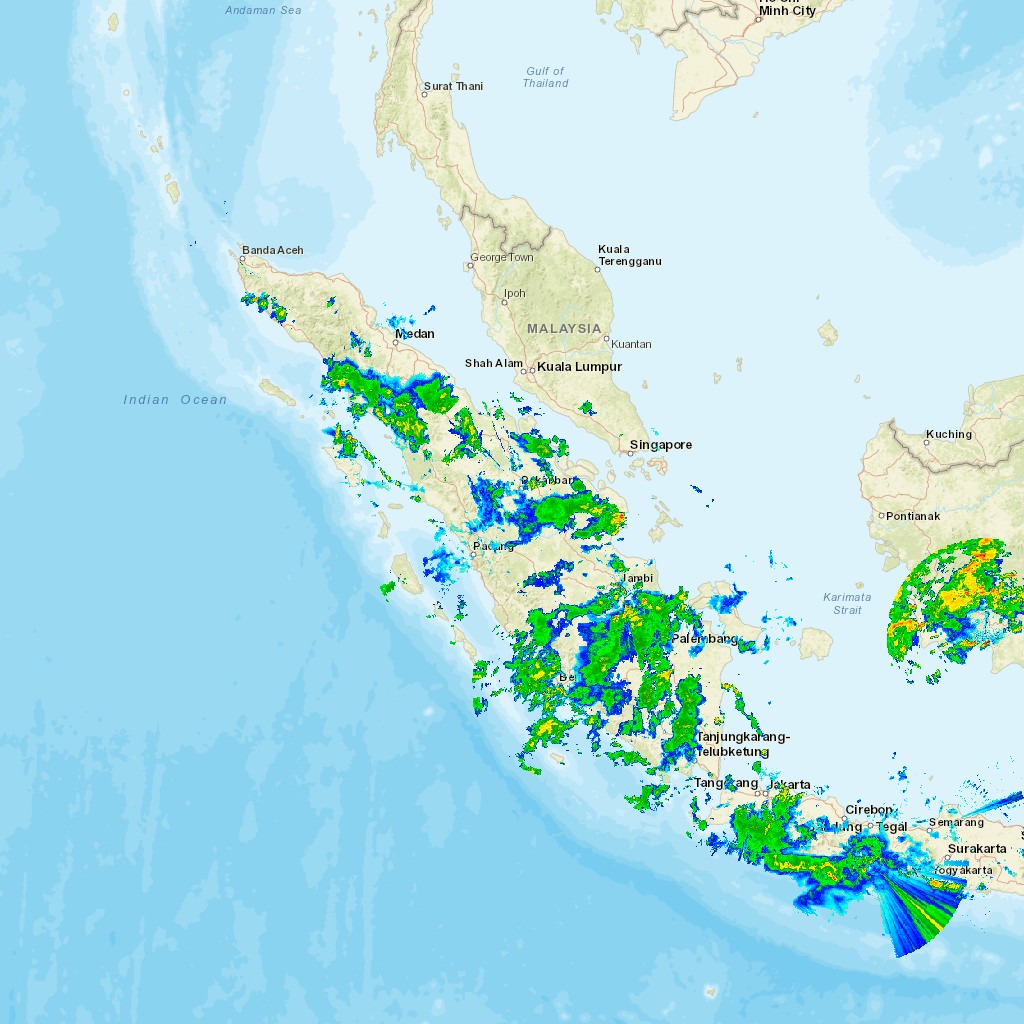 Andaman Sea
Minh City
Gulf of
Thailand
Surat Thani
Banda Aceh
George Town
Kuala
Terengganu
Ipoh
MALAYSIA
Medan
Kuantan
Shah Alam
Kuala Lumpur
Indian Ocean
Singapore
Kuching
Pontianak
Padang
Jambi
Karimata
Strait
Palembang
Tanjungkarang-
Telubketung
Tangerang
Jakarta
Cirebon
Tegal
Semarang
Surakarta
Yogyakarta